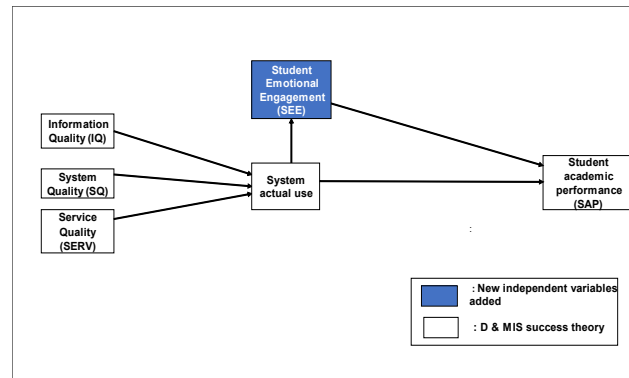 Student
Emotional
Engagement
(SEE)
Information
Quality (IQ)
System
Quality (SQ)
Service
Quality
(SERV)
System
actual use
Student
academic
performance
(SAP)
:
: New independent variables
added
: D & MIS success theory